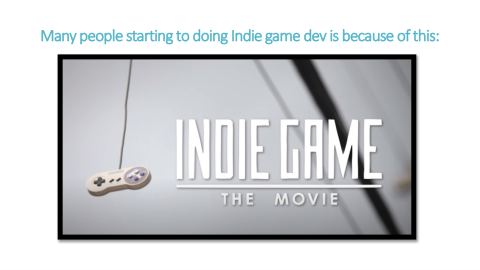 Many people starting to doing Indie game dev is because of this:
INDIE GAME
THE MOVIE